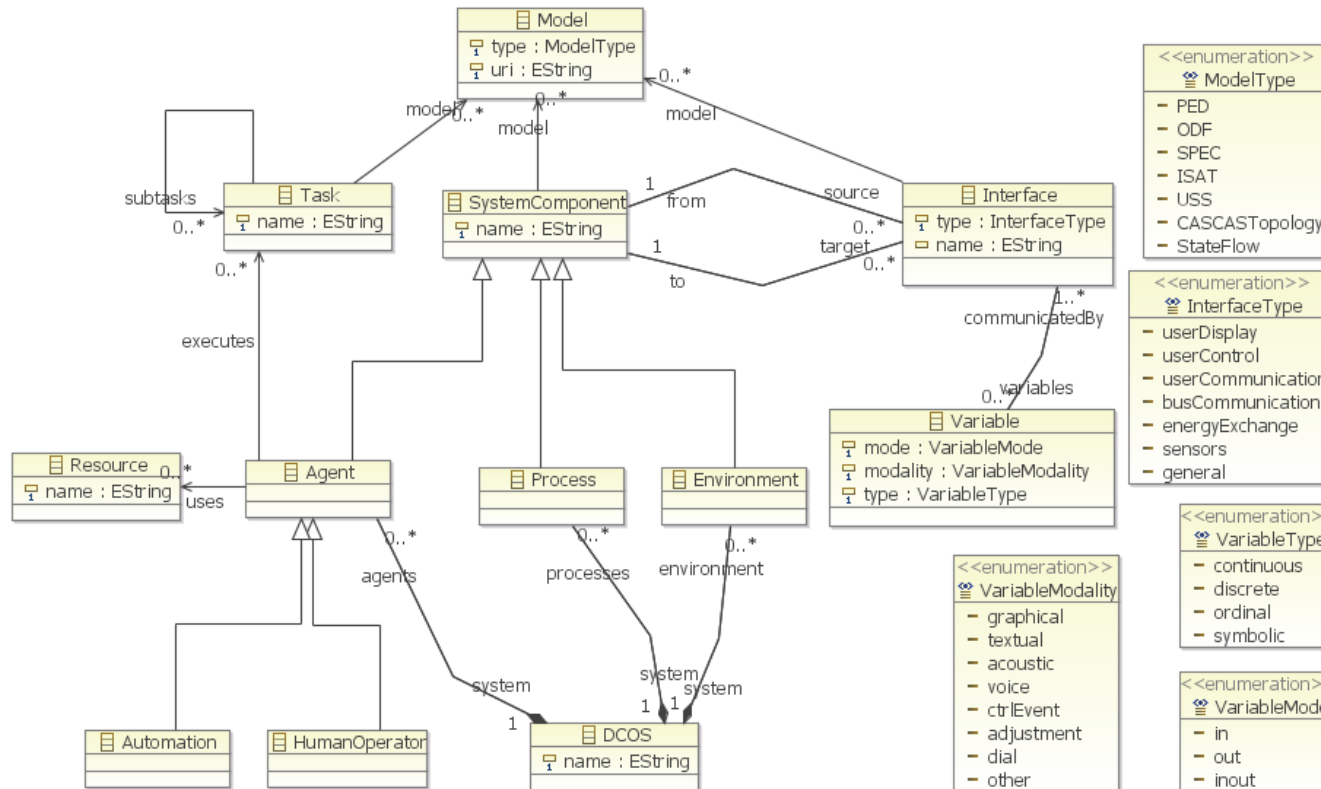 Model
type : ModelType
uri : EString
0..*
model
0..*
0..*
model
model
<<enumeration>>
ModelType
PED
ODF
SPEC
ISAT
USS
CASCASTopology
StateFlow
subtasks
0..*
Task
name : EString
SystemComponent
name : EString
1
from
source
0..*
1
to
target
0..*
Interface
type : InterfaceType
name : EString
<<enumeration>>
InterfaceType
userDisplay
userControl
userCommunication
busCommunication
energyExchange
sensors
general
0..*
executes
1..*
communicatedBy
variables
0..*
Variable
mode : VariableMode
modality : VariableModality
type : VariableType
Resource
name : EString
0..*
uses
Agent
Process
Environment
0..*
agents
0..*
processes
0..*
environment
<<enumeration>>
VariableModality
graphical
textual
acoustic
voice
ctrlEvent
adjustment
dial
other
<<enumeration>
VariableType
continuous
discrete
ordinal
symbolic
<<enumeration>
VariableMode
in
out
inout
system
1
system
1
1
system
Automation
HumanOperator
DCOS
name : EString